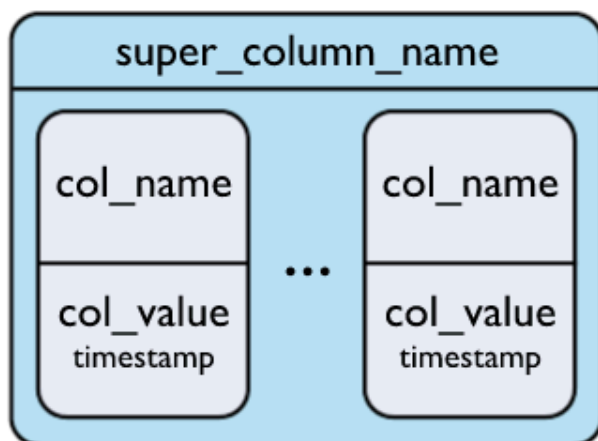 super_column_name
col_name
col_value
timestamp
...
col_name
col_value
timestamp